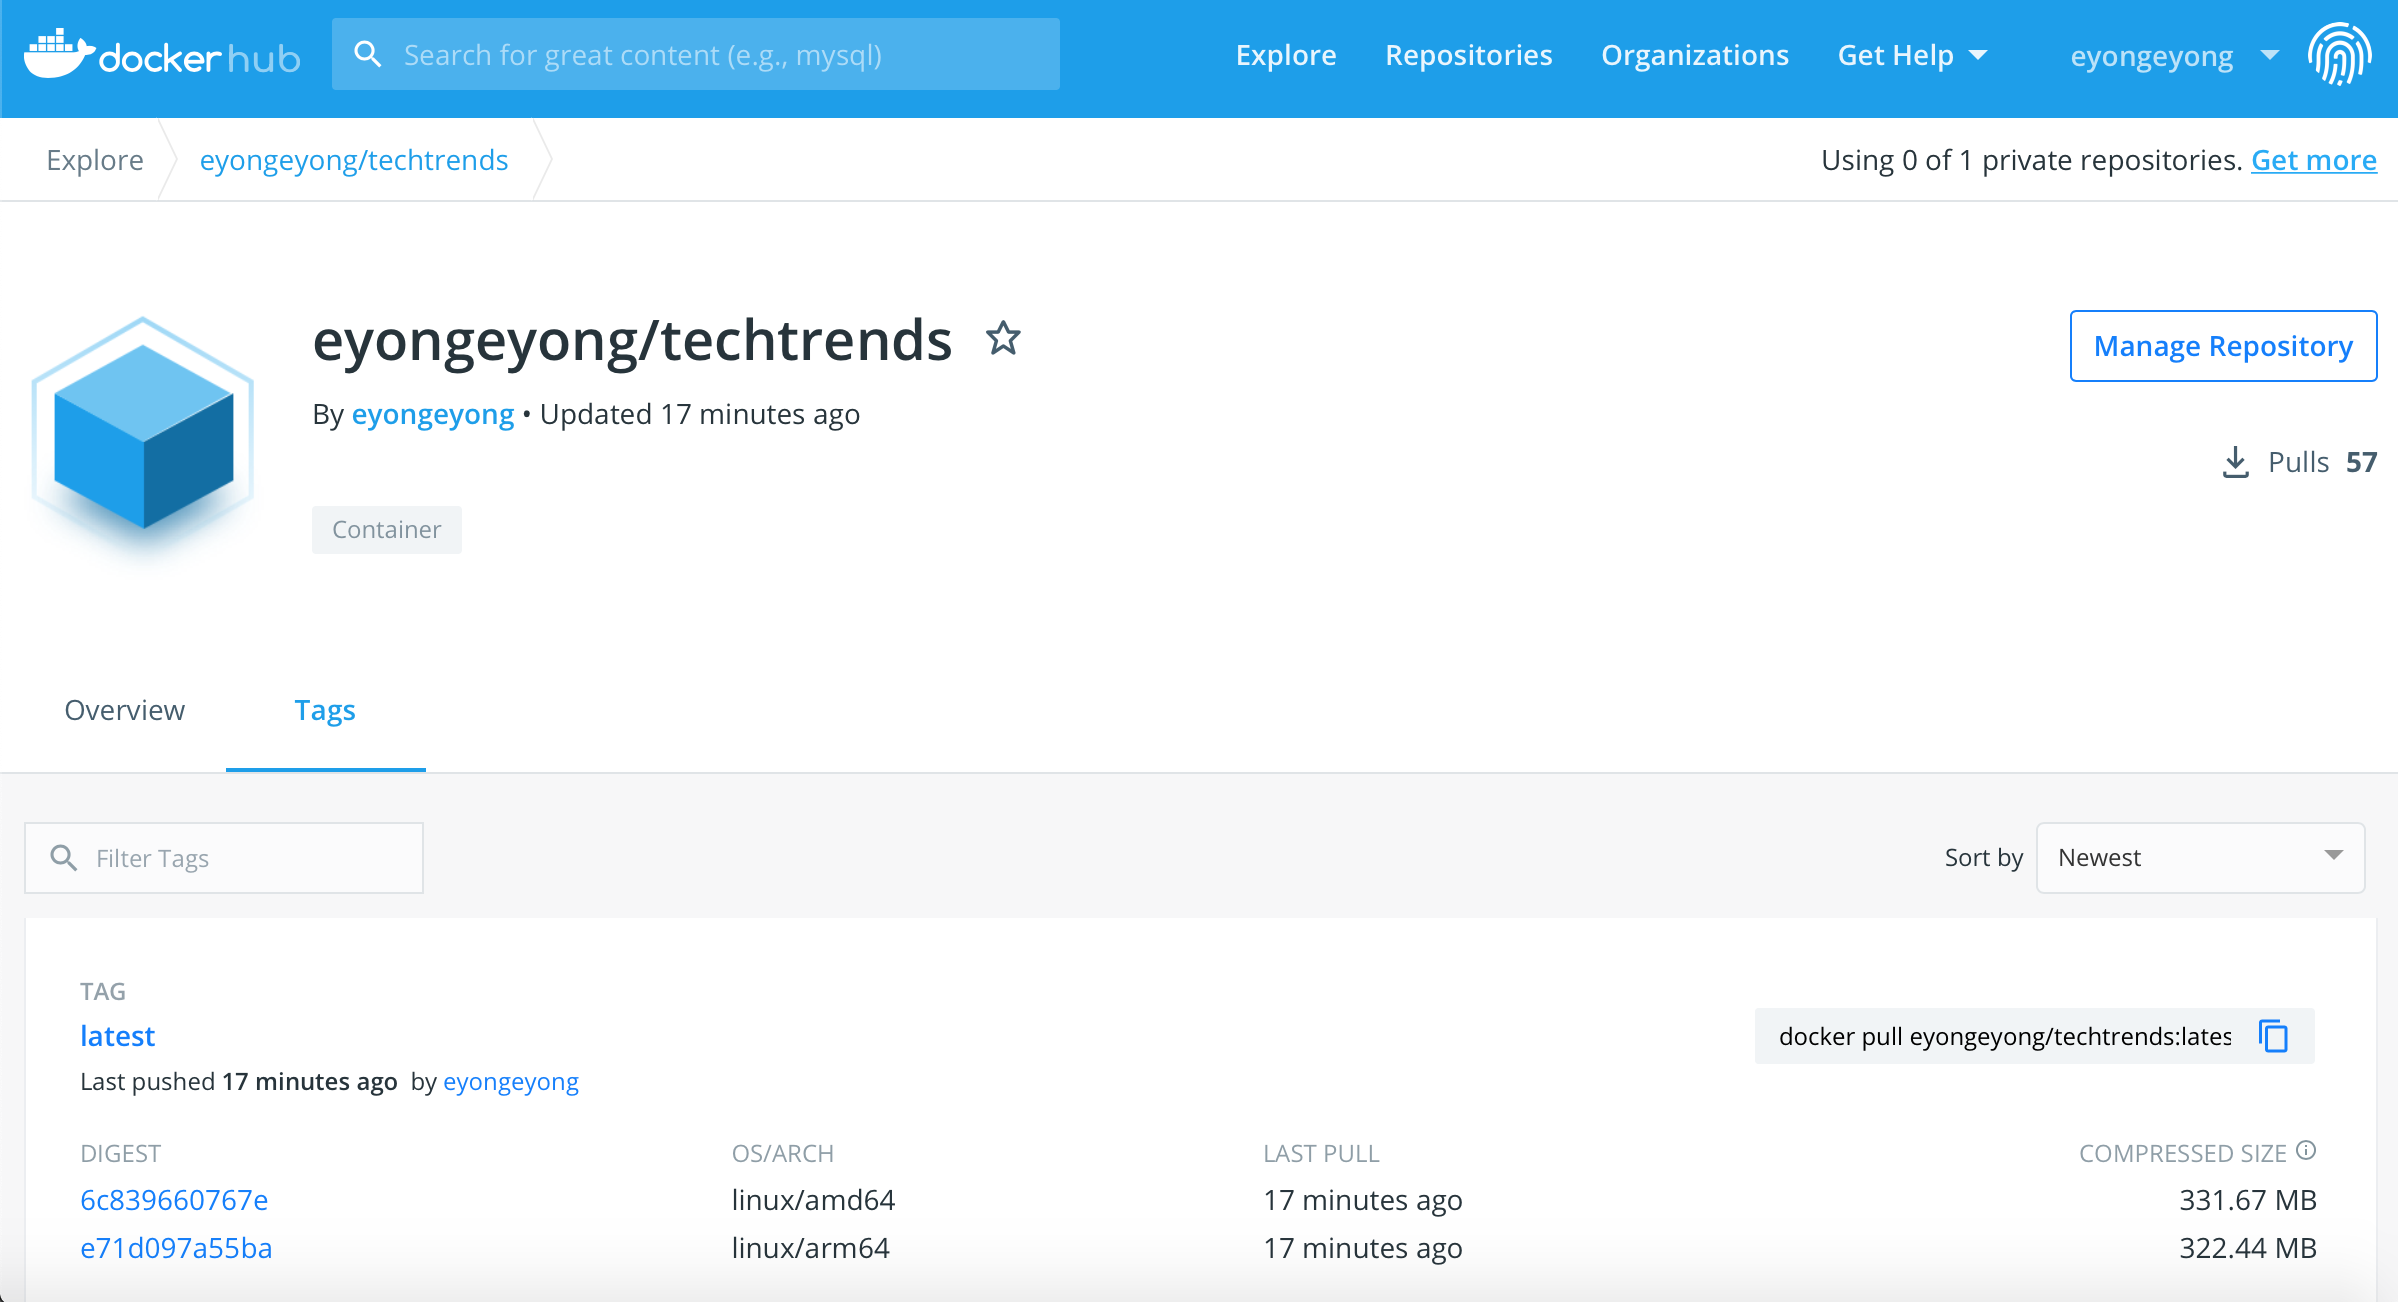 docker hub
Search for great content (e.g., mysql)
Explore
Repositories
Organizations
Get Help
eyongeyong
Explore
eyongeyong/techtrends
Using 0 of 1 private repositories. Get more
eyongeyong/techtrends
Manage Repository
By eyongeyong • Updated 17 minutes ago
Pulls 57
Container
Overview
Tags
Filter Tags
Sort by
Newest
TAG
latest
docker pull eyongeyong/techtrends:lates
Last pushed 17 minutes ago by eyongeyong
DIGEST
OS/ARCH
LAST PULL
COMPRESSED SIZE
6c839660767e
linux/amd64
17 minutes ago
331.67 MB
e71d097a55ba
linux/arm64
17 minutes ago
322.44 MB